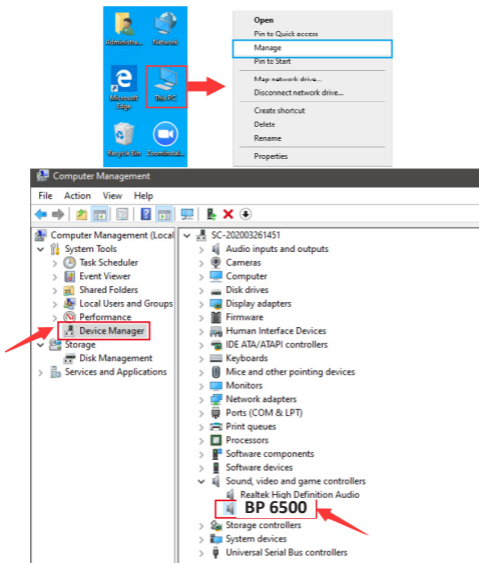 Administra...
Network
Microsoft
Edge
This PC
Recycle Bin
ZoomInstall...
Open
Pin to Quick access
Manage
Pin to Start
Map network drive...
Disconnect network drive...
Create shortcut
Delete
Rename
Properties
Computer Management
File Action View Help
Computer Management (Local
System Tools
Task Scheduler
Event Viewer
Shared Folders
Local Users and Groups
Performance
Device Manager
Storage
Disk Management
Services and Applications
SC-202003261451
Audio inputs and outputs
Cameras
Computer
Disk drives
Display adapters
Firmware
Human Interface Devices
IDE ATA/ATAPI controllers
Keyboards
Mice and other pointing devices
Monitors
Network adapters
Ports (COM & LPT)
Print queues
Processors
Software components
Software devices
Sound, video and game controllers
Realtek High Definition Audio
BP 6500
Storage controllers
System devices
Universal Serial Bus controllers